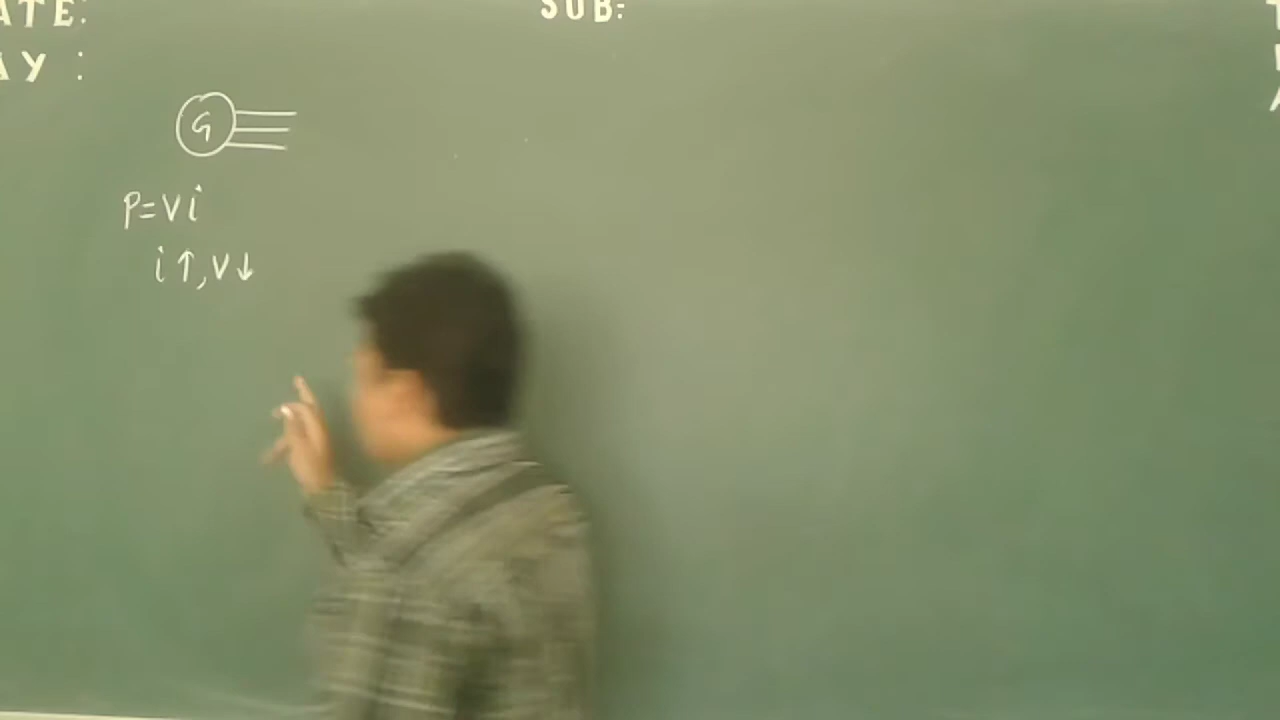 ATE:
SUB:
AY :
G
P=Vi
i↑,V↓